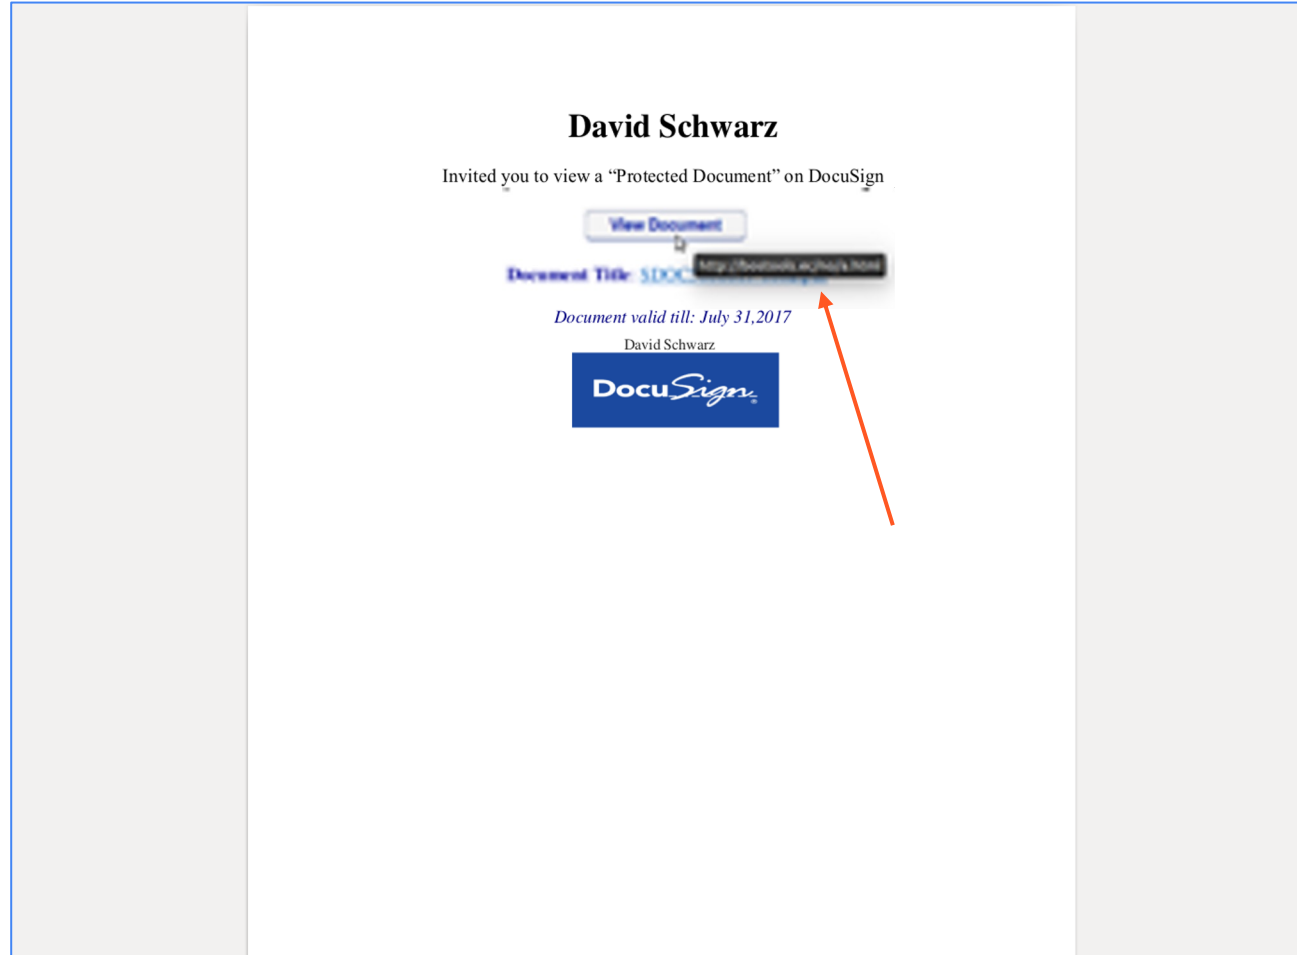 David Schwarz
Invited you to view a “Protected Document” on DocuSign
View Document
Document Title:
Document valid till: July 31,2017
David Schwarz
DocuSign